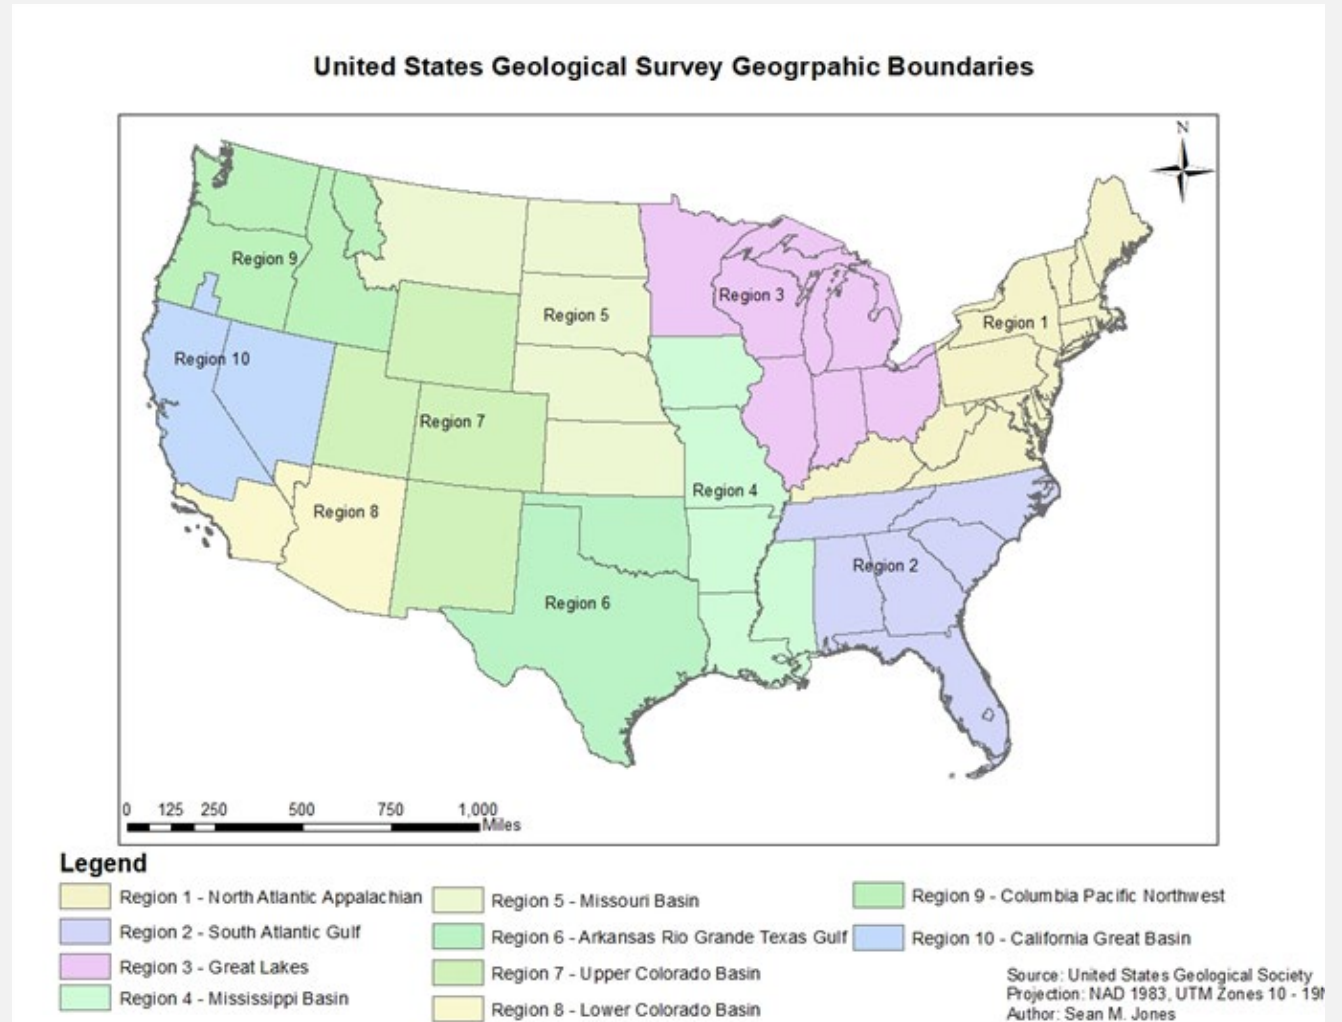 United States Geological Survey Geogrpahic Boundaries
N
Region 9
Region 3
Region 5
Region 1
Region 10
Region 7
Region 4
Region 8
Region 2
Region 6
0 125 250 500 750 1,000
Miles
Legend
Region 1 - North Atlantic Appalachian
Region 2 - South Atlantic Gulf
Region 3 - Great Lakes
Region 4 - Mississippi Basin
Region 5 - Missouri Basin
Region 6 - Arkansas Rio Grande Texas Gulf
Region 7 - Upper Colorado Basin
Region 8 - Lower Colorado Basin
Region 9 - Columbia Pacific Northwest
Region 10 - California Great Basin
Source: United States Geological Society
Projection: NAD 1983, UTM Zones 10 -
Author: Sean M. Jones